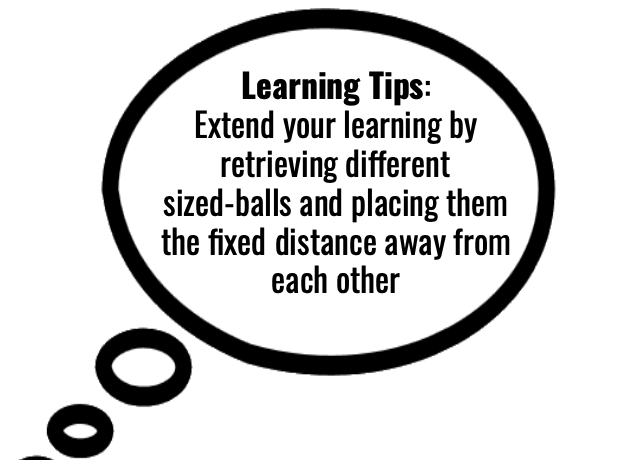 Learning Tips:
Extend your learning by
retrieving different
sized-balls and placing them
the fixed distance away from
each other